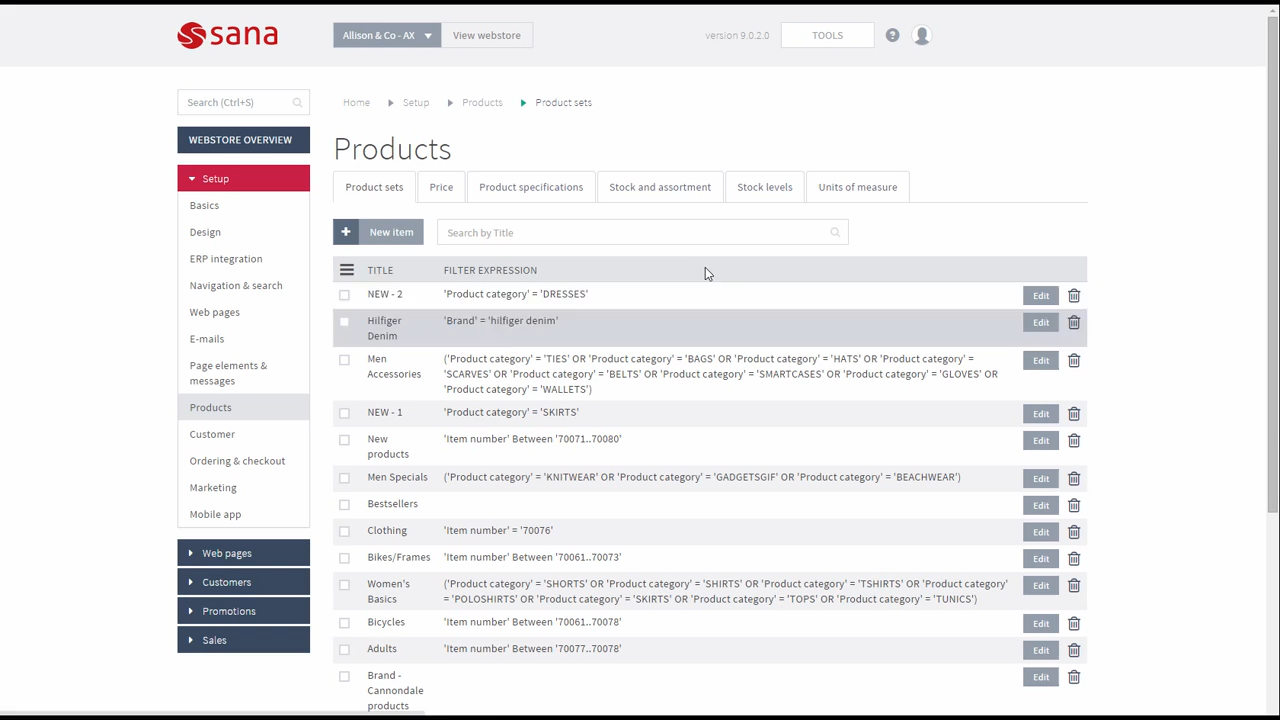 sana
Allison & Co - AX
View webstore
version 9.0.2.0
TOOLS
?
Search (Ctrl+S)
WEBSTORE OVERVIEW
Setup
Basics
Design
ERP integration
Navigation & search
Web pages
E-mails
Page elements &
messages
Products
Customer
Ordering & checkout
Marketing
Mobile app
Web pages
Customers
Promotions
Sales
Home Setup Products Product sets
Products
Product sets Price Product specifications Stock and assortment Stock levels Units of measure
+ New item
Search by Title
TITLE FILTER EXPRESSION
NEW - 2 'Product category' = 'DRESSES' Edit
Hilfiger
Denim
'Brand' = 'hilfiger denim' Edit
Men
Accessories
('Product category' = 'TIES' OR 'Product category' = 'BAGS' OR 'Product category' = 'HATS' OR 'Product category' =
'SCARVES' OR 'Product category' = 'BELTS' OR 'Product category' = 'SMARTCASES' OR 'Product category' = 'GLOVES' OR
'Product category' = 'WALLETS')
Edit
NEW - 1 'Product category' = 'SKIRTS' Edit
New
products
'Item number' Between '70071..70080' Edit
Men Specials ('Product category' = 'KNITWEAR' OR 'Product category' = 'GADGETSGIF' OR 'Product category' = 'BEACHWEAR') Edit
Bestsellers Edit
Clothing 'Item number' = '70076' Edit
Bikes/Frames 'Item number' Between '70061..70073' Edit
Women's
Basics
('Product category' = 'SHORTS' OR 'Product category' = 'SHIRTS' OR 'Product category' = 'TSHIRTS' OR 'Product category'
= 'POLOSHIRTS' OR 'Product category' = 'SKIRTS' OR 'Product category' = 'TOPS' OR 'Product category' = 'TUNICS')
Edit
Bicycles 'Item number' Between '70061..70078' Edit
Adults 'Item number' Between '70077..70078' Edit
Brand -
Cannondale
products
Edit